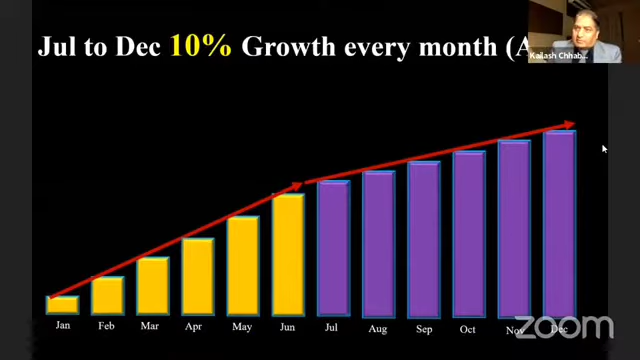 Jul to Dec 10% Growth every month (A
Kailash Chhab...
Jan Feb Mar Apr May Jun Jul Aug Sep Oct Nov Dec
zoom